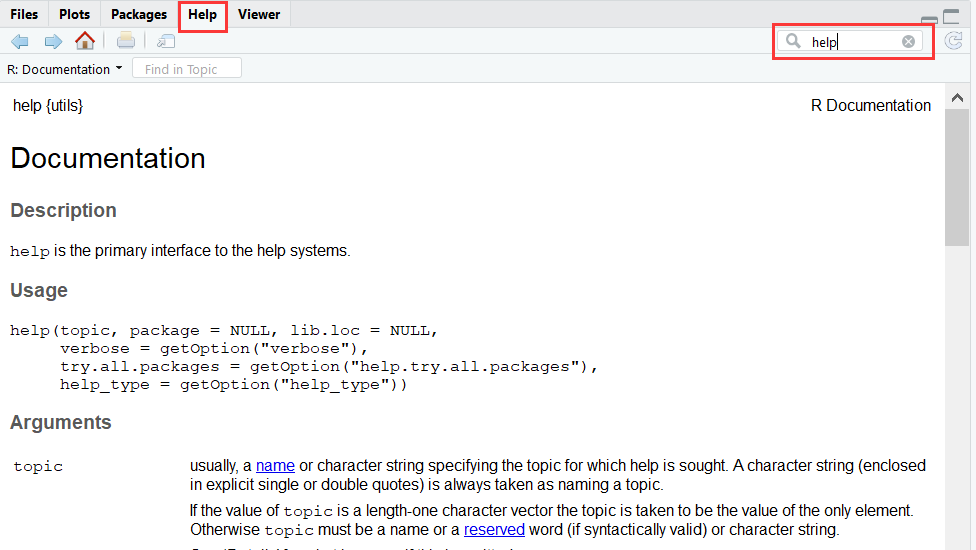 Files Plots Packages Help Viewer
help
R: Documentation Find in Topic
help {utils} R Documentation
Documentation
Description
help is the primary interface to the help systems.
Usage
help(topic, package = NULL, lib.loc = NULL,
verbose = getOption("verbose"),
try.all.packages = getOption("help.try.all.packages"),
help_type = getOption("help_type"))
Arguments
topic usually, a name or character string specifying the topic for which help is sought. A character string (enclosed
in explicit single or double quotes) is always taken as naming a topic.
If the value of topic is a length-one character vector the topic is taken to be the value of the only element.
Otherwise topic must be a name or a reserved word (if syntactically valid) or character string.